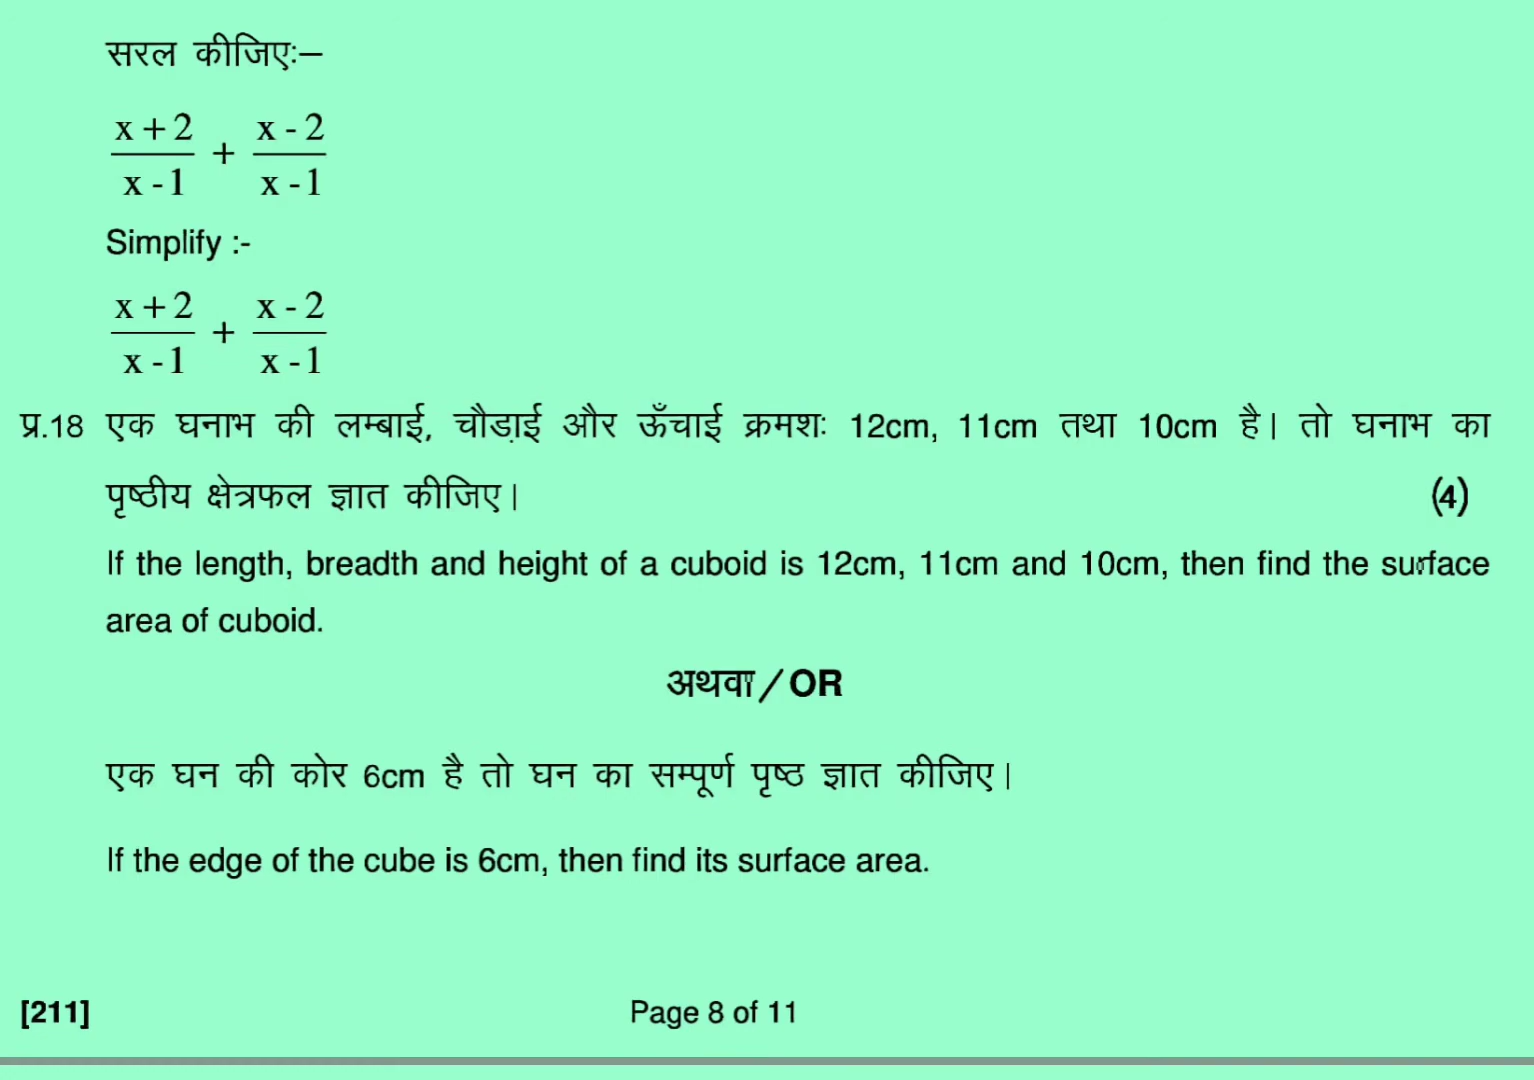 सरल कीजिए:–
x + 2 / x - 1 + x - 2 / x - 1
Simplify :-
x + 2 / x - 1 + x - 2 / x - 1
प्र.18 एक घनाभ की लम्बाई, चौड़ाई और ऊँचाई क्रमशः 12cm, 11cm तथा 10cm है। तो घनाभ का
पृष्ठीय क्षेत्रफल ज्ञात कीजिए। (4)
If the length, breadth and height of a cuboid is 12cm, 11cm and 10cm, then find the surface
area of cuboid.
अथवा/OR
एक घन की कोर 6cm है तो घन का सम्पूर्ण पृष्ठ ज्ञात कीजिए।
If the edge of the cube is 6cm, then find its surface area.
[211] Page 8 of 11